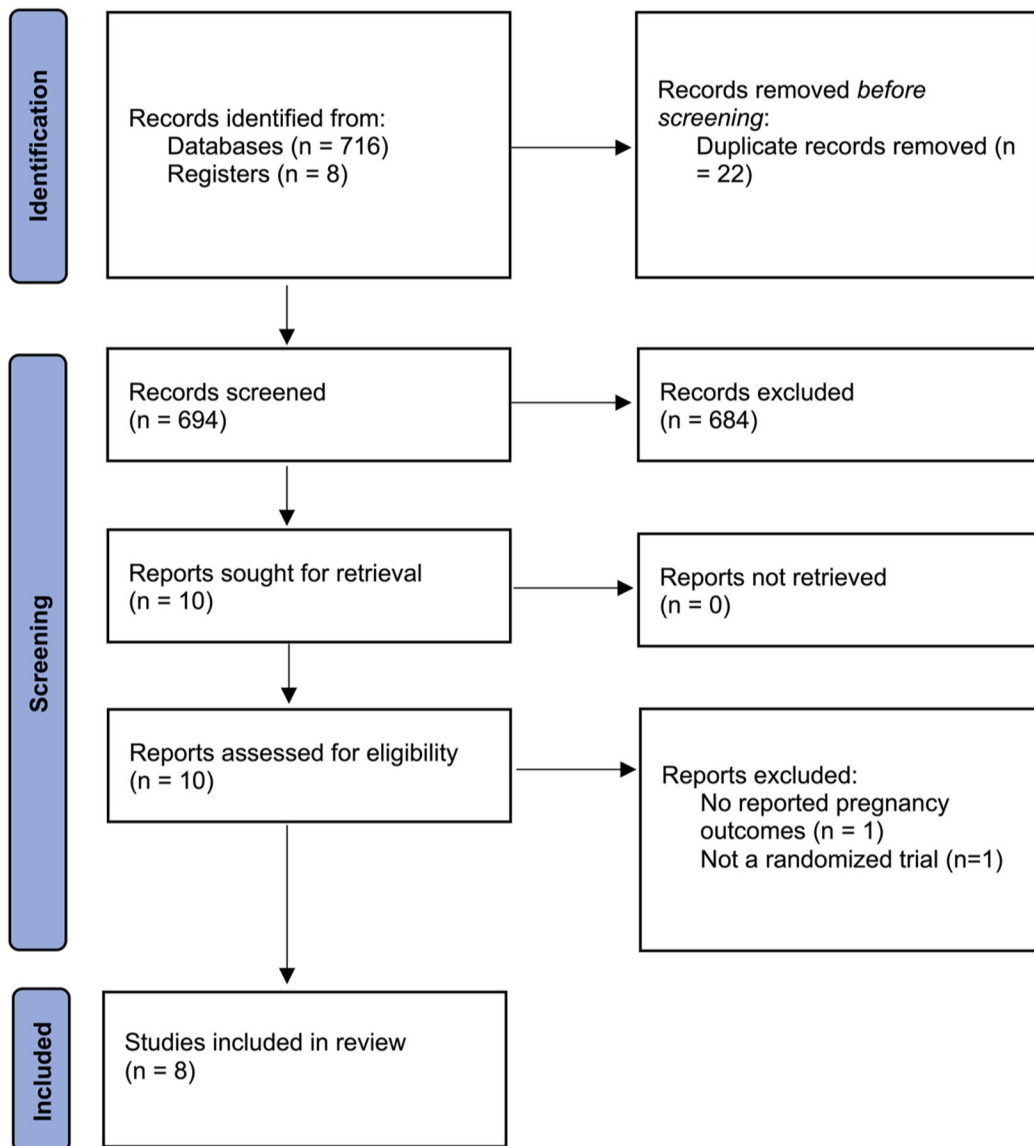 Identification
Records identified from:
Databases (n = 716)
Registers (n = 8)
Records removed before
screening:
Duplicate records removed (n
= 22)
Screening
Records screened
(n = 694)
Records excluded
(n = 684)
Reports sought for retrieval
(n = 10)
Reports not retrieved
(n = 0)
Reports assessed for eligibility
(n = 10)
Reports excluded:
No reported pregnancy
outcomes (n = 1)
Not a randomized trial (n=1)
Included
Studies included in review
(n = 8)